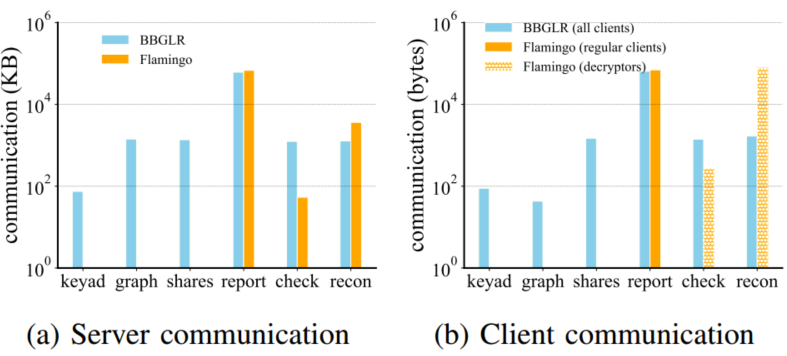 communication (KB)
10^6
10^4
10^2
10^0
BBGLR
Flamingo
keyad graph shares report check recon
(a) Server communication
communication (bytes)
10^6
10^4
10^2
10^0
BBGLR (all clients)
Flamingo (regular clients)
Flamingo (decryptors)
keyad graph shares report check recon
(b) Client communication